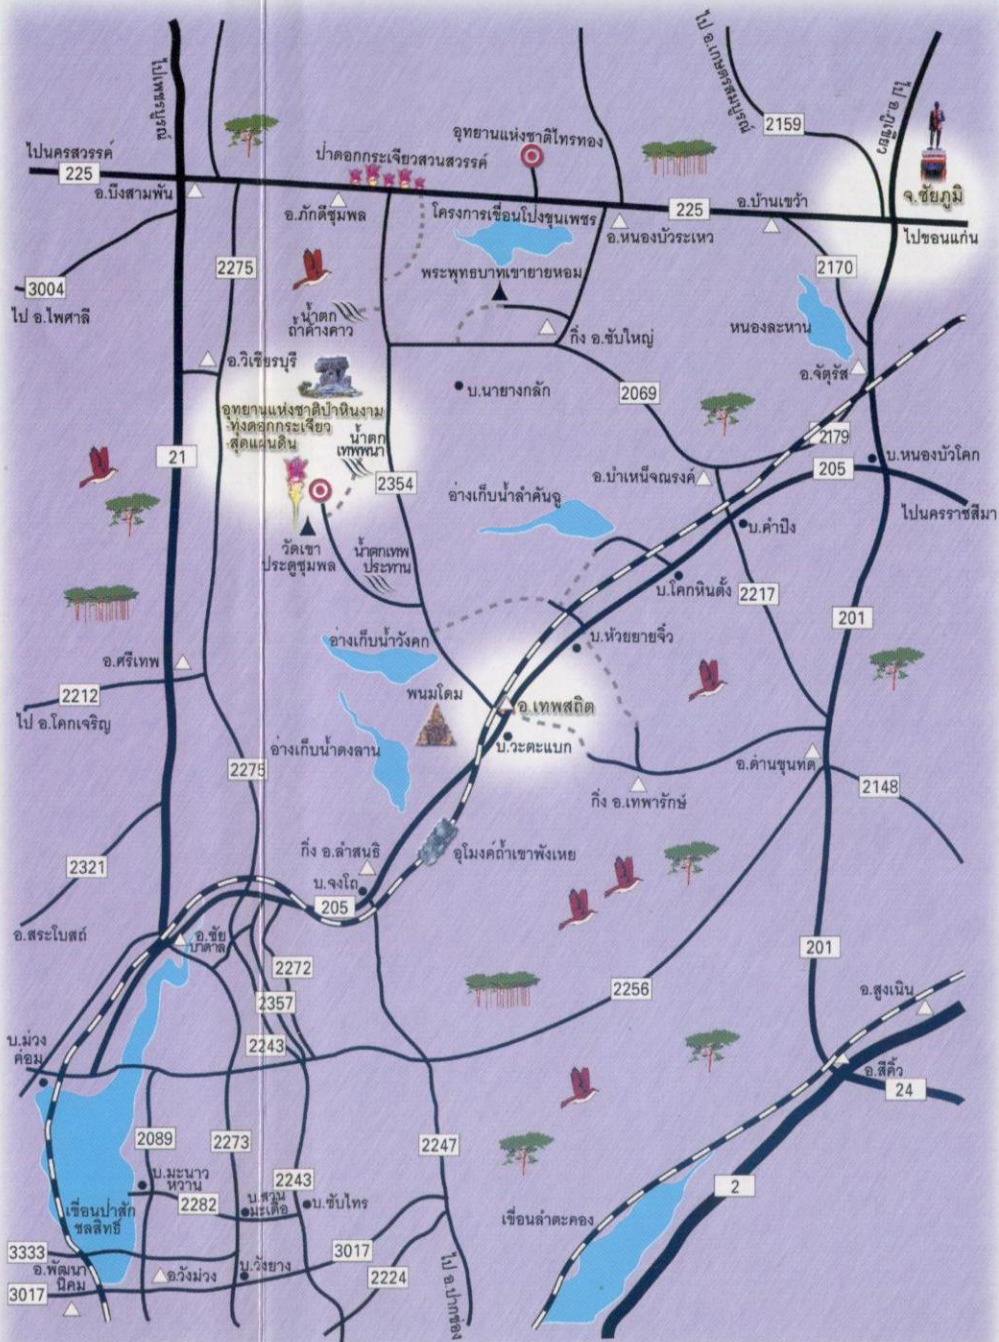 ไปเพชรบูรณ์
ไป อ.เกษตรสมบูรณ์
ไป อ.ภูเขียว
2159
อุทยานแห่งชาติไทรทอง
ไปนครสวรรค์
225
ป่าดอกกระเจียวสวนสวรรค์
อ.บึงสามพัน
อ.ภักดีชุมพล
โครงการเขื่อนโปร่งขุนเพชร
225
อ.บ้านเขว้า
จ.ชัยภูมิ
อ.หนองบัวระเหว
ไปขอนแก่น
3004
2275
พระพุทธบาทเขายายหอม
2170
ไป อ.ไพศาลี
น้ำตก
ถ้ำค้างคาว
กิ่ง อ.ซับใหญ่
หนองละหาน
อ.วิเชียรบุรี
อ.จัตุรัส
บ.นายางกลัก
2069
อุทยานแห่งชาติป่าหินงาม
ทุ่งดอกกระเจียว
สุดแผ่นดิน
น้ำตก
เทพพนา
2179
21
2354
อ.บำเหน็จณรงค์
205
บ.หนองบัวโคก
อ่างเก็บน้ำลำคันฉู
ไปนครราชสีมา
บ.คำปิง
วัดเขา
ประตูชุมพล
น้ำตกเทพ
ประทาน
บ.โคกหินตั้ง
2217
201
อ่างเก็บน้ำวังคก
บ.ห้วยยายจิ๋ว
อ.ศรีเทพ
2212
พนมโดม
อ.เทพสถิต
ไป อ.โคกเจริญ
อ่างเก็บน้ำดงลาน
บ.วะตะแบก
2275
อ.ด่านขุนทด
2148
กิ่ง อ.เทพารักษ์
2321
กิ่ง อ.ลำสนธิ
อุโมงค์ถ้ำเขาพังเหย
บ.จงโก
205
อ.สระโบสถ์
อ.ชัย
บาดาล
2272
201
2256
อ.สูงเนิน
2357
2243
บ.ม่วง
ค่อม
อ.สีคิ้ว
24
2089
2273
2247
2243
บ.มะนาว
หวาน
2282
บ.สวน
มะเดื่อ
บ.ซับไทร
2
เขื่อนป่าสัก
ชลสิทธิ์
เขื่อนลำตะคอง
3333
3017
อ.พัฒนา
นิคม
อ.วังม่วง
บ.วังยาง
2224
3017
ไป อ.ปากช่อง